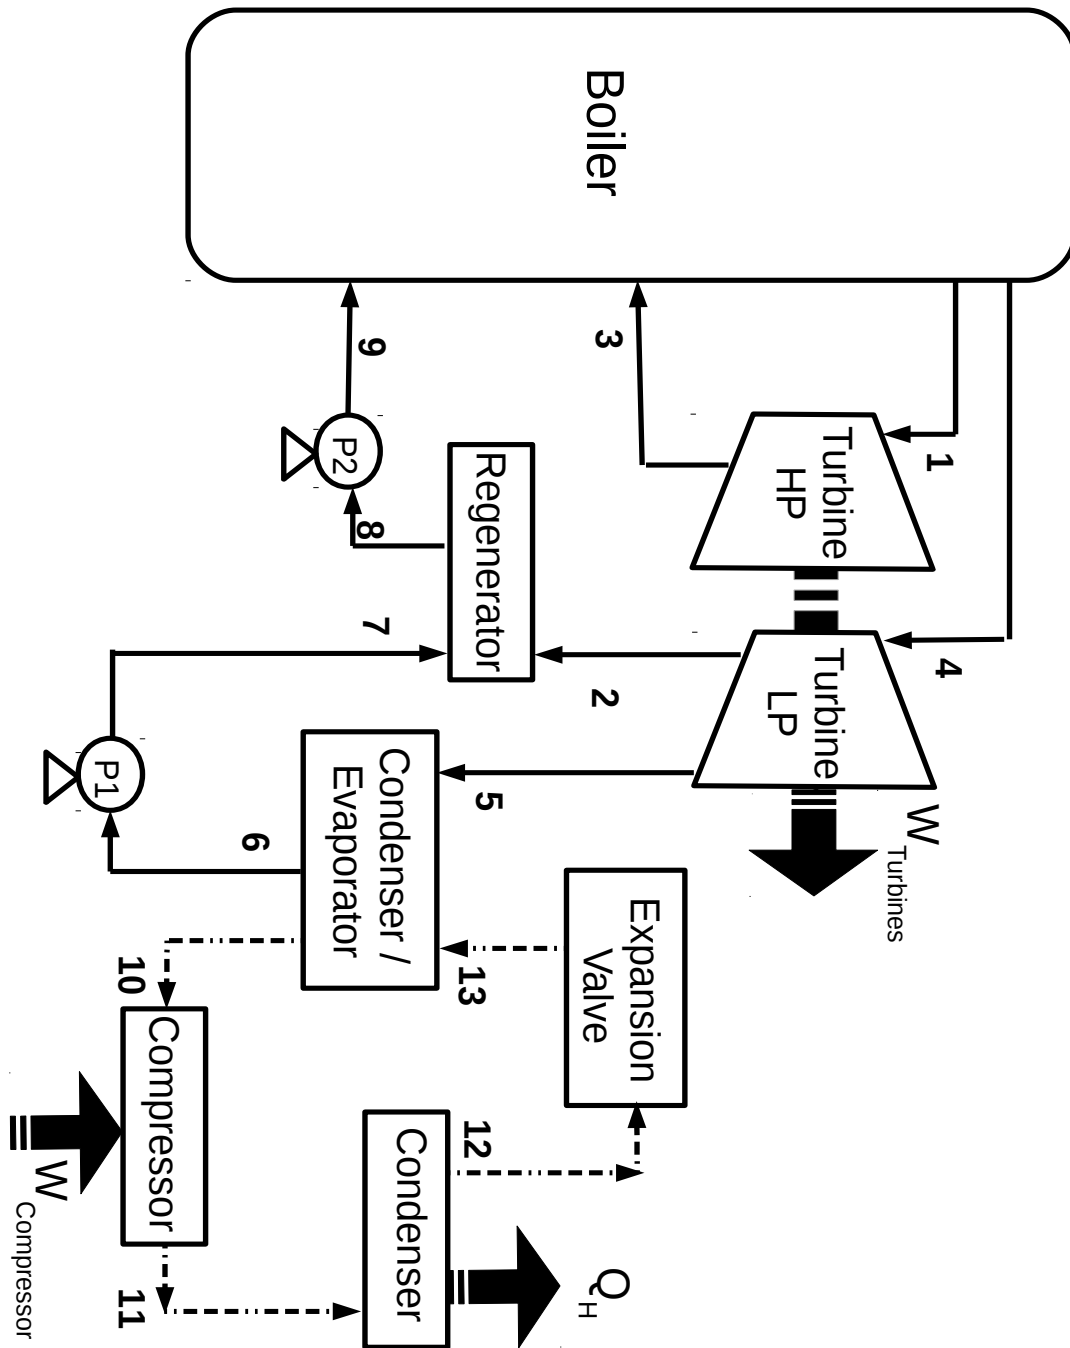 Boiler
9
3
1
P2
8
Regenerator
Turbine
HP
7
2
4
Turbine
LP
P1
6
Condenser /
Evaporator
5
W
Turbines
10
13
Expansion
Valve
Compressor
W
Compressor
11
12
Condenser
Q
H